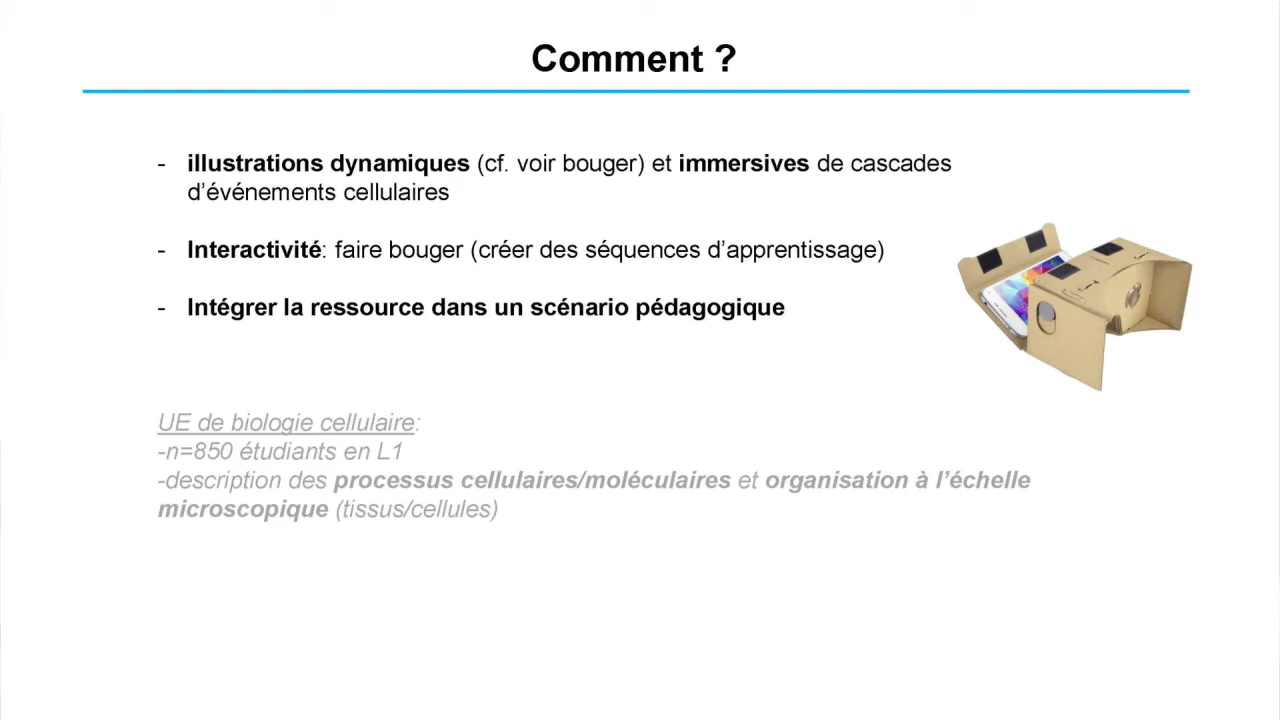 Comment ?
- illustrations dynamiques (cf. voir bouger) et immersives de cascades
d’événements cellulaires
- Interactivité: faire bouger (créer des séquences d’apprentissage)
- Intégrer la ressource dans un scénario pédagogique
UE de biologie cellulaire:
-n=850 étudiants en L1
-description des processus cellulaires/moléculaires et organisation à l’échelle
microscopique (tissus/cellules)